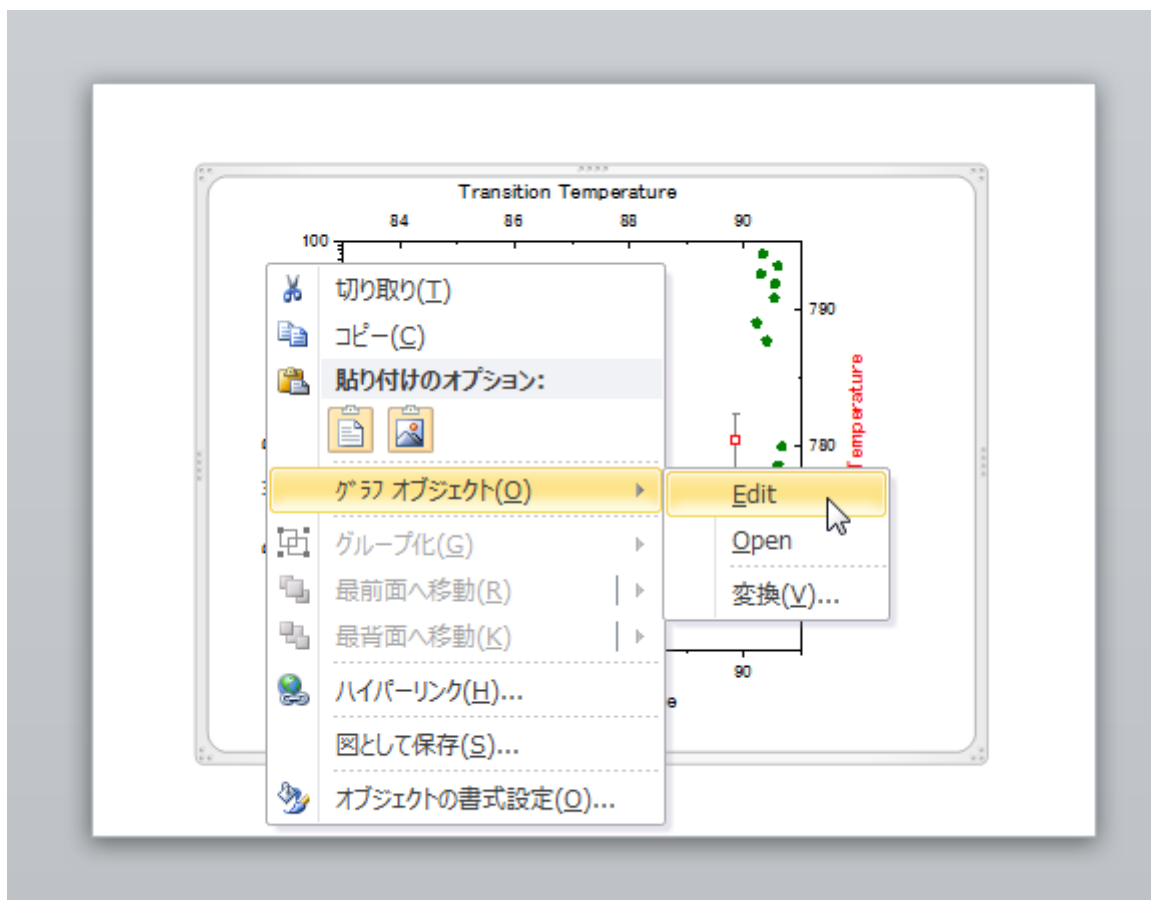 Transition Temperature
84 86 88 90
100
切り取り(T)
コピー(C)
790
貼り付けのオプション:
Temperature
780
グラフ オブジェクト(O)
Edit
グループ化(G)
Open
最前面へ移動(R)
変換(V)...
最背面へ移動(K)
90
ハイパーリンク(H)...
e
図として保存(S)...
オブジェクトの書式設定(O)...